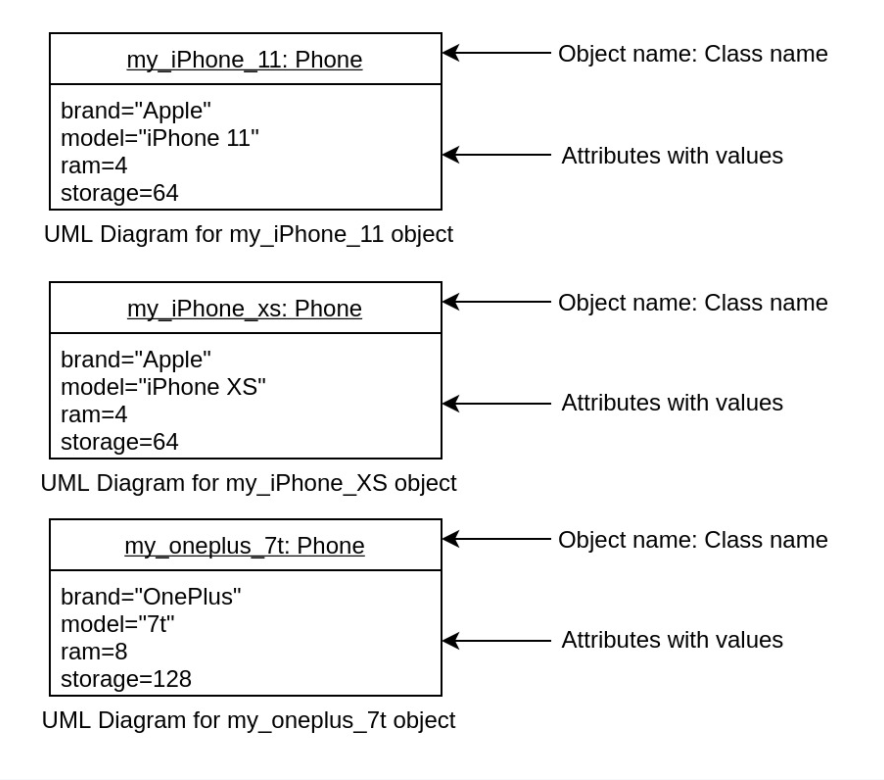 my_iPhone_11: Phone
Object name: Class name
brand="Apple"
model="iPhone 11"
ram=4
storage=64
Attributes with values
UML Diagram for my_iPhone_11 object
my_iPhone_xs: Phone
Object name: Class name
brand="Apple"
model="iPhone XS"
ram=4
storage=64
Attributes with values
UML Diagram for my_iPhone_XS object
my_oneplus_7t: Phone
Object name: Class name
brand="OnePlus"
model="7t"
ram=8
storage=128
Attributes with values
UML Diagram for my_oneplus_7t object